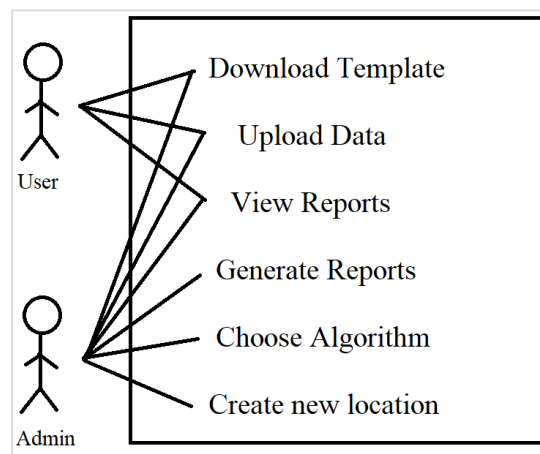 Download Template
Upload Data
User
View Reports
Generate Reports
Choose Algorithm
Create new location
Admin